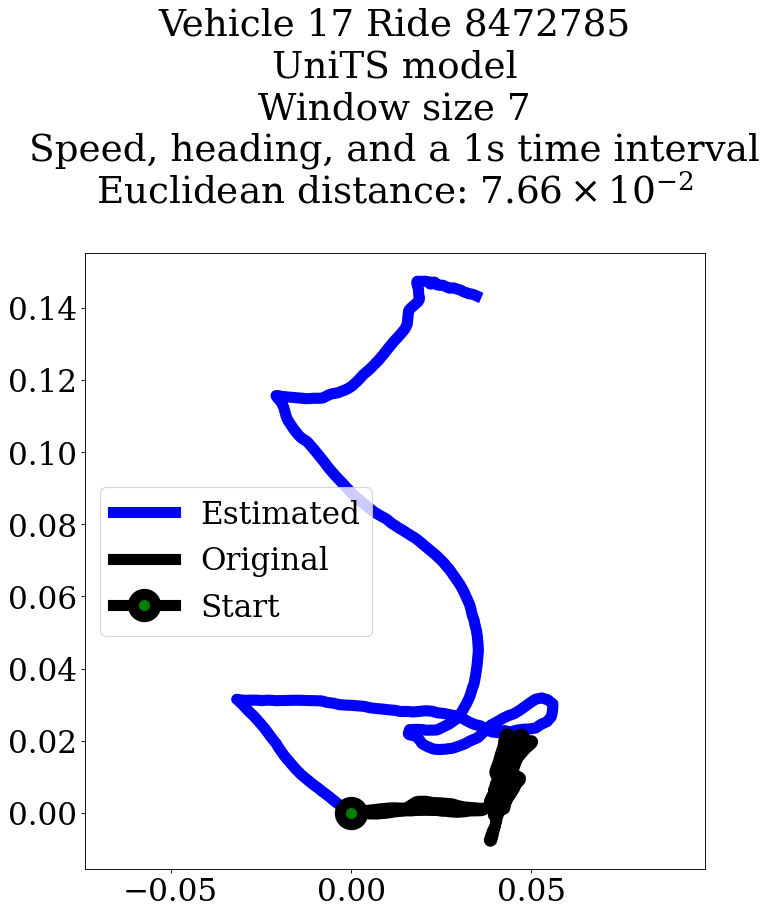 Vehicle 17 Ride 8472785
UniTS model
Window size 7
Speed, heading, and a 1s time interval
Euclidean distance: 7.66 × 10⁻²
0.14
0.12
0.10
0.08
0.06
0.04
0.02
0.00
Estimated
Original
Start
−0.05 0.00 0.05